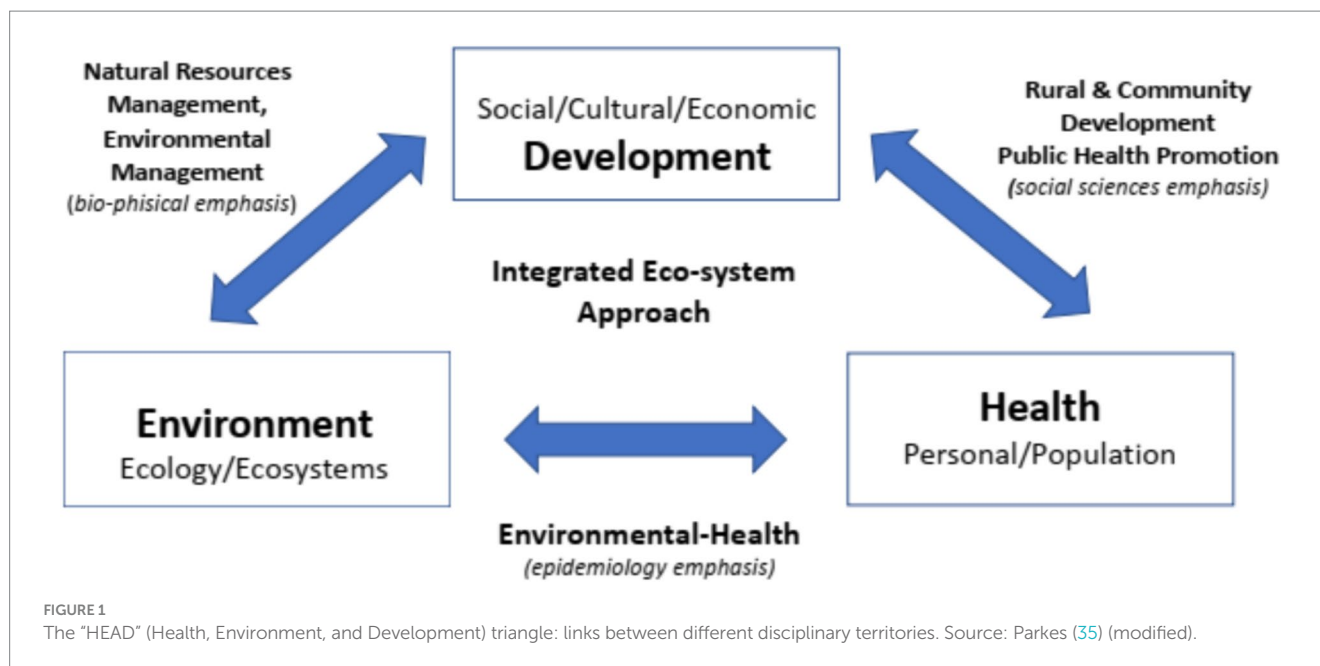 Natural Resources
Management,
Environmental
Management
(bio-phisical emphasis)
Social/Cultural/Economic
Development
Rural & Community
Development
Public Health Promotion
(social sciences emphasis)
Integrated Eco-system
Approach
Environment
Ecology/Ecosystems
Health
Personal/Population
Environmental-Health
(epidemiology emphasis)
FIGURE 1
The "HEAD" (Health, Environment, and Development) triangle: links between different disciplinary territories. Source: Parkes (35) (modified).